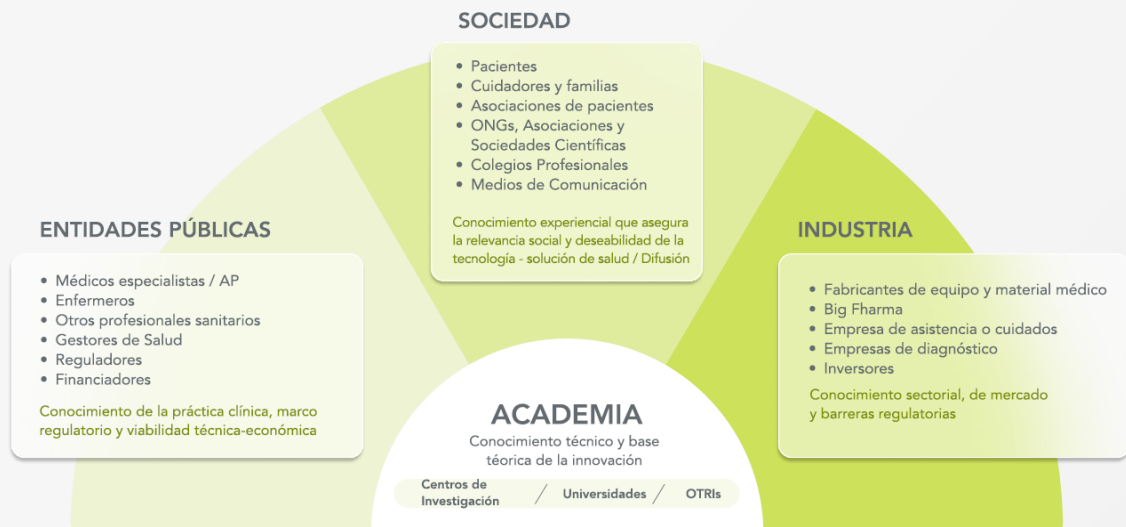 SOCIEDAD
• Pacientes
• Cuidadores y familias
• Asociaciones de pacientes
• ONGs, Asociaciones y
Sociedades Científicas
• Colegios Profesionales
• Medios de Comunicación
Conocimiento experiencial que asegura
la relevancia social y deseabilidad de la
tecnología - solución de salud / Difusión
ENTIDADES PÚBLICAS
• Médicos especialistas / AP
• Enfermeros
• Otros profesionales sanitarios
• Gestores de Salud
• Reguladores
• Financiadores
Conocimiento de la práctica clínica, marco
regulatorio y viabilidad técnica-económica
INDUSTRIA
• Fabricantes de equipo y material médico
• Big Fharma
• Empresa de asistencia o cuidados
• Empresas de diagnóstico
• Inversores
Conocimiento sectorial, de mercado
y barreras regulatorias
ACADEMIA
Conocimiento técnico y base
téorica de la innovación
Centros de
Investigación / Universidades / OTRIs